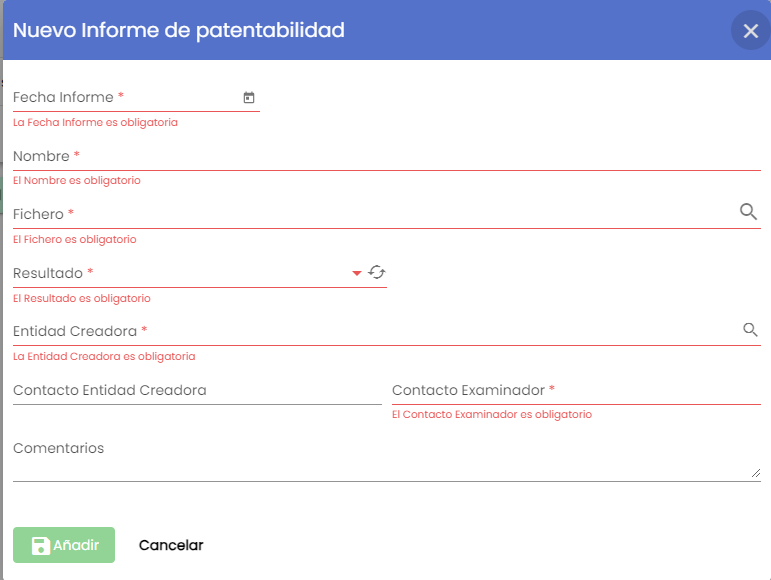 Nuevo Informe de patentabilidad
Fecha Informe *
La Fecha Informe es obligatoria
Nombre *
El Nombre es obligatorio
Fichero *
El Fichero es obligatorio
Resultado *
El Resultado es obligatorio
Entidad Creadora *
La Entidad Creadora es obligatoria
Contacto Entidad Creadora
Contacto Examinador *
El Contacto Examinador es obligatorio
Comentarios
Añadir
Cancelar